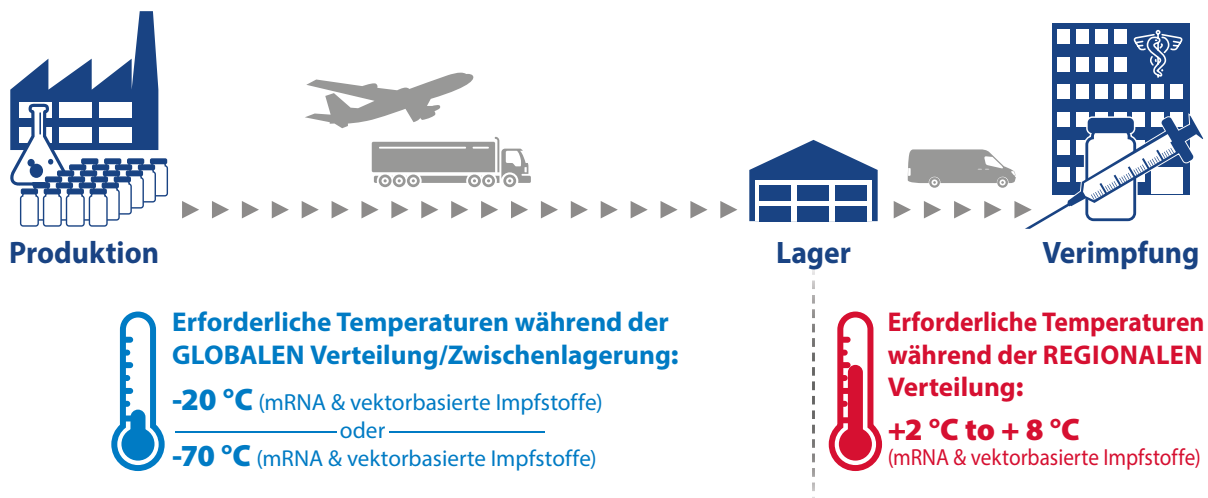 Produktion
Lager
Verimpfung
Erforderliche Temperaturen während der
GLOBALEN Verteilung/Zwischenlagerung:
-20 °C (mRNA & vektorbasierte Impfstoffe)
oder
-70 °C (mRNA & vektorbasierte Impfstoffe)
Erforderliche Temperaturen
während der REGIONALEN
Verteilung:
+2 °C to + 8 °C
(mRNA & vektorbasierte Impfstoffe)